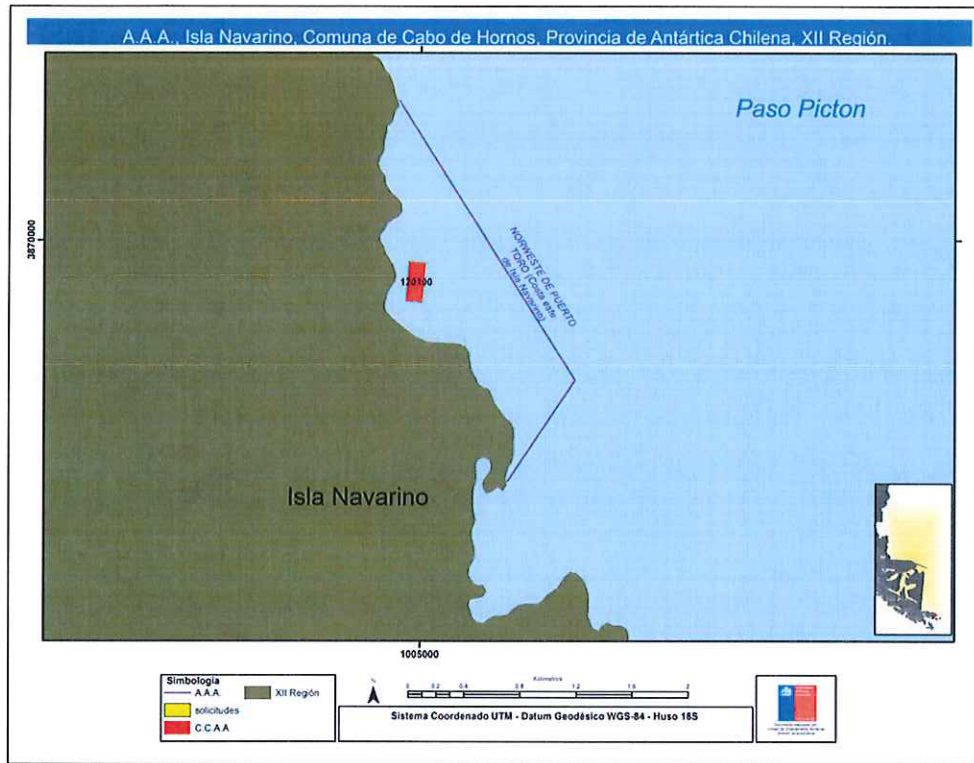 A.A.A., Isla Navarino, Comuna de Cabo de Hornos, Provincia de Antártica Chilena, XII Región.
Paso Picton
3870000
NORWESTE DE PUERTO
TORO (Costa este
de Isla Navarino)
120100
Isla Navarino
1005000
Simbología
A.A.A.
XII Región
solicitudes
C.C.A.A.
N
Kilometros
0 0.2 0.4 0.8 1.2 1.6 2
Sistema Coordenado UTM - Datum Geodésico WGS-84 - Huso 18S